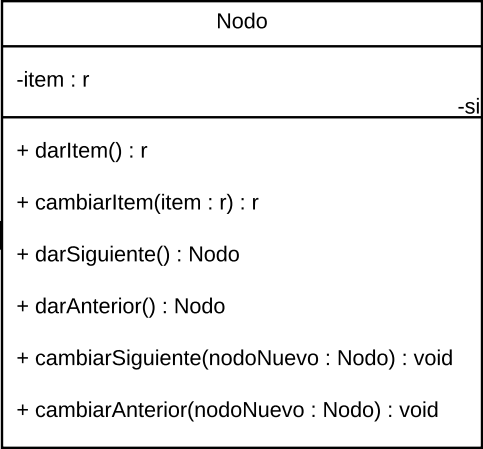 Nodo
-item : r
-si
+ darItem() : r
+ cambiarItem(item : r) : r
+ darSiguiente() : Nodo
+ darAnterior() : Nodo
+ cambiarSiguiente(nodoNuevo : Nodo) : void
+ cambiarAnterior(nodoNuevo : Nodo) : void